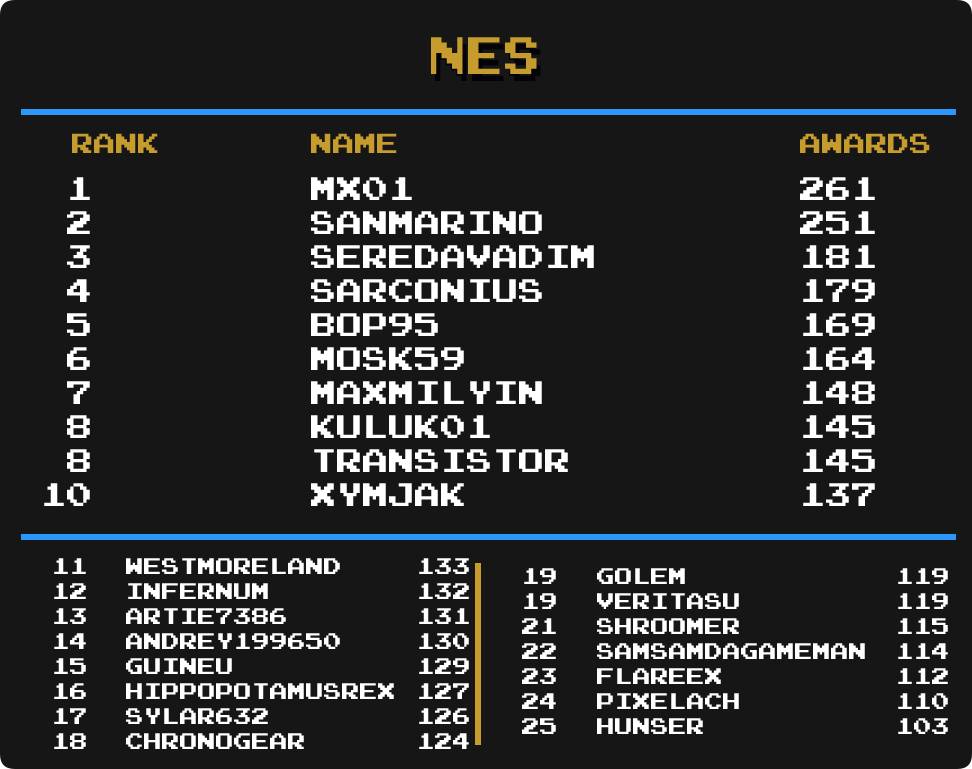 NES
RANK NAME AWARDS
1 MX01 261
2 SANMARINO 251
3 SEREDAVADIM 181
4 SARCONIUS 179
5 BOP95 169
6 MOSK59 164
7 MAXMILYIN 148
8 KULUK01 145
8 TRANSISTOR 145
10 XYMJAK 137
11 WESTMORELAND 133
12 INFERNUM 132
13 ARTIE7386 131
14 ANDREY199650 130
15 GUINEU 129
16 HIPPOPOTAMUSREX 127
17 SYLAR632 126
18 CHRONOGEAR 124
19 GOLEM 119
19 VERITASU 119
21 SHROOMER 115
22 SAMSAMDAGAMEMAN 114
23 FLAREEX 112
24 PIXELACH 110
25 HUNSER 103